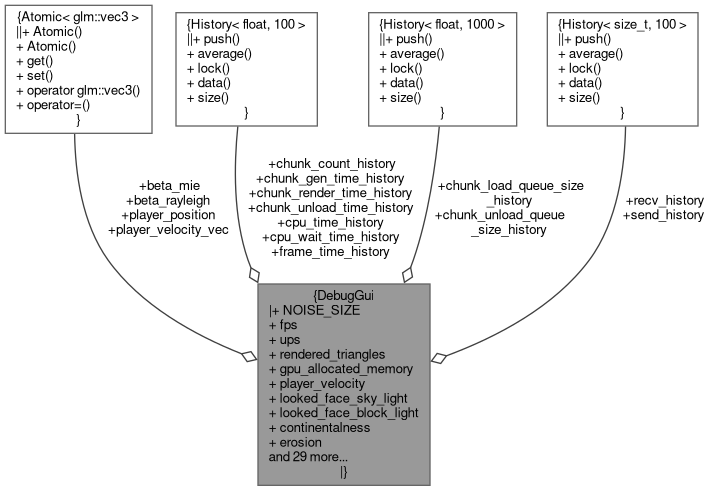 {Atomic< glm::vec3 >
||+ Atomic()
+ Atomic()
+ get()
+ set()
+ operator glm::vec3()
+ operator=()
}
{History< float, 100 >
||+ push()
+ average()
+ lock()
+ data()
+ size()
}
{History< float, 1000 >
||+ push()
+ average()
+ lock()
+ data()
+ size()
}
{History< size_t, 100 >
||+ push()
+ average()
+ lock()
+ data()
+ size()
}
+beta_mie
+beta_rayleigh
+player_position
+player_velocity_vec
+chunk_count_history
+chunk_gen_time_history
+chunk_render_time_history
+chunk_unload_time_history
+cpu_time_history
+cpu_wait_time_history
+frame_time_history
+chunk_load_queue_size
_history
+chunk_unload_queue
_size_history
+recv_history
+send_history
{DebugGui
|+ NOISE_SIZE
+ fps
+ ups
+ rendered_triangles
+ gpu_allocated_memory
+ player_velocity
+ looked_face_sky_light
+ looked_face_block_light
+ continentalness
+ erosion
and 29 more...
|}